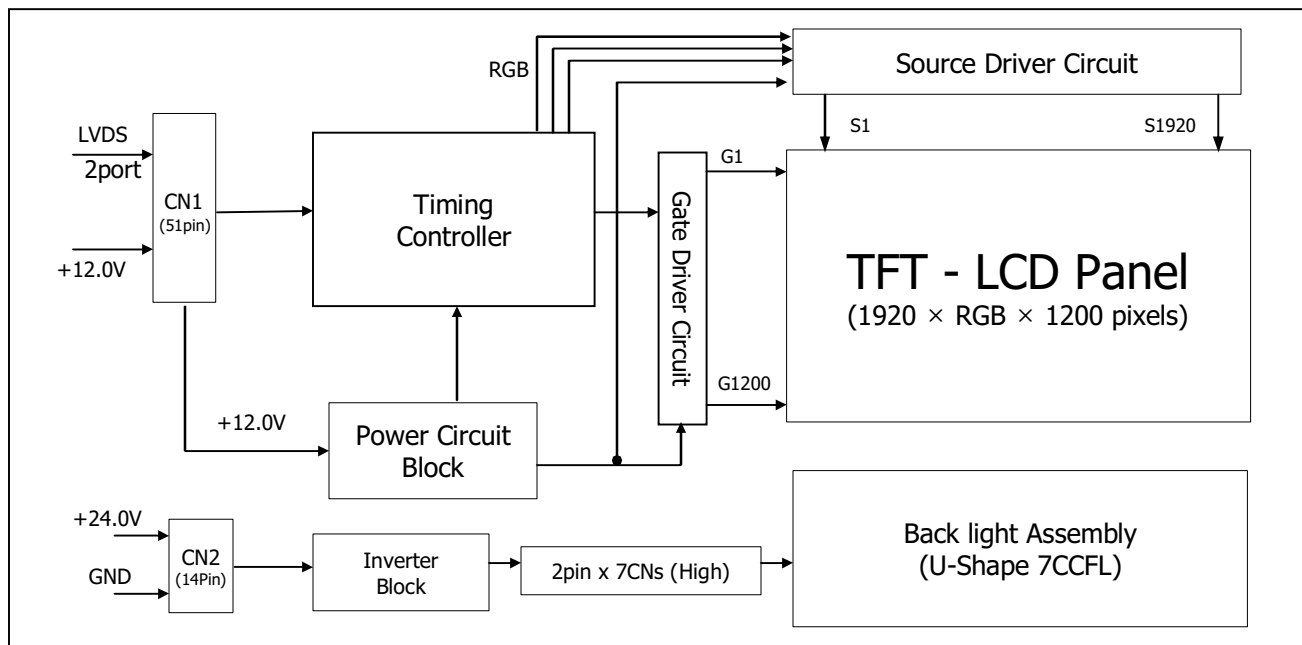 RGB
Source Driver Circuit
S1
S1920
LVDS
2port
CN1
(51pin)
+12.0V
Timing
Controller
Gate Driver Circuit
G1
G1200
TFT - LCD Panel
(1920 × RGB × 1200 pixels)
+12.0V
Power Circuit
Block
+24.0V
GND
CN2
(14Pin)
Inverter
Block
2pin x 7CNs (High)
Back light Assembly
(U-Shape 7CCFL)